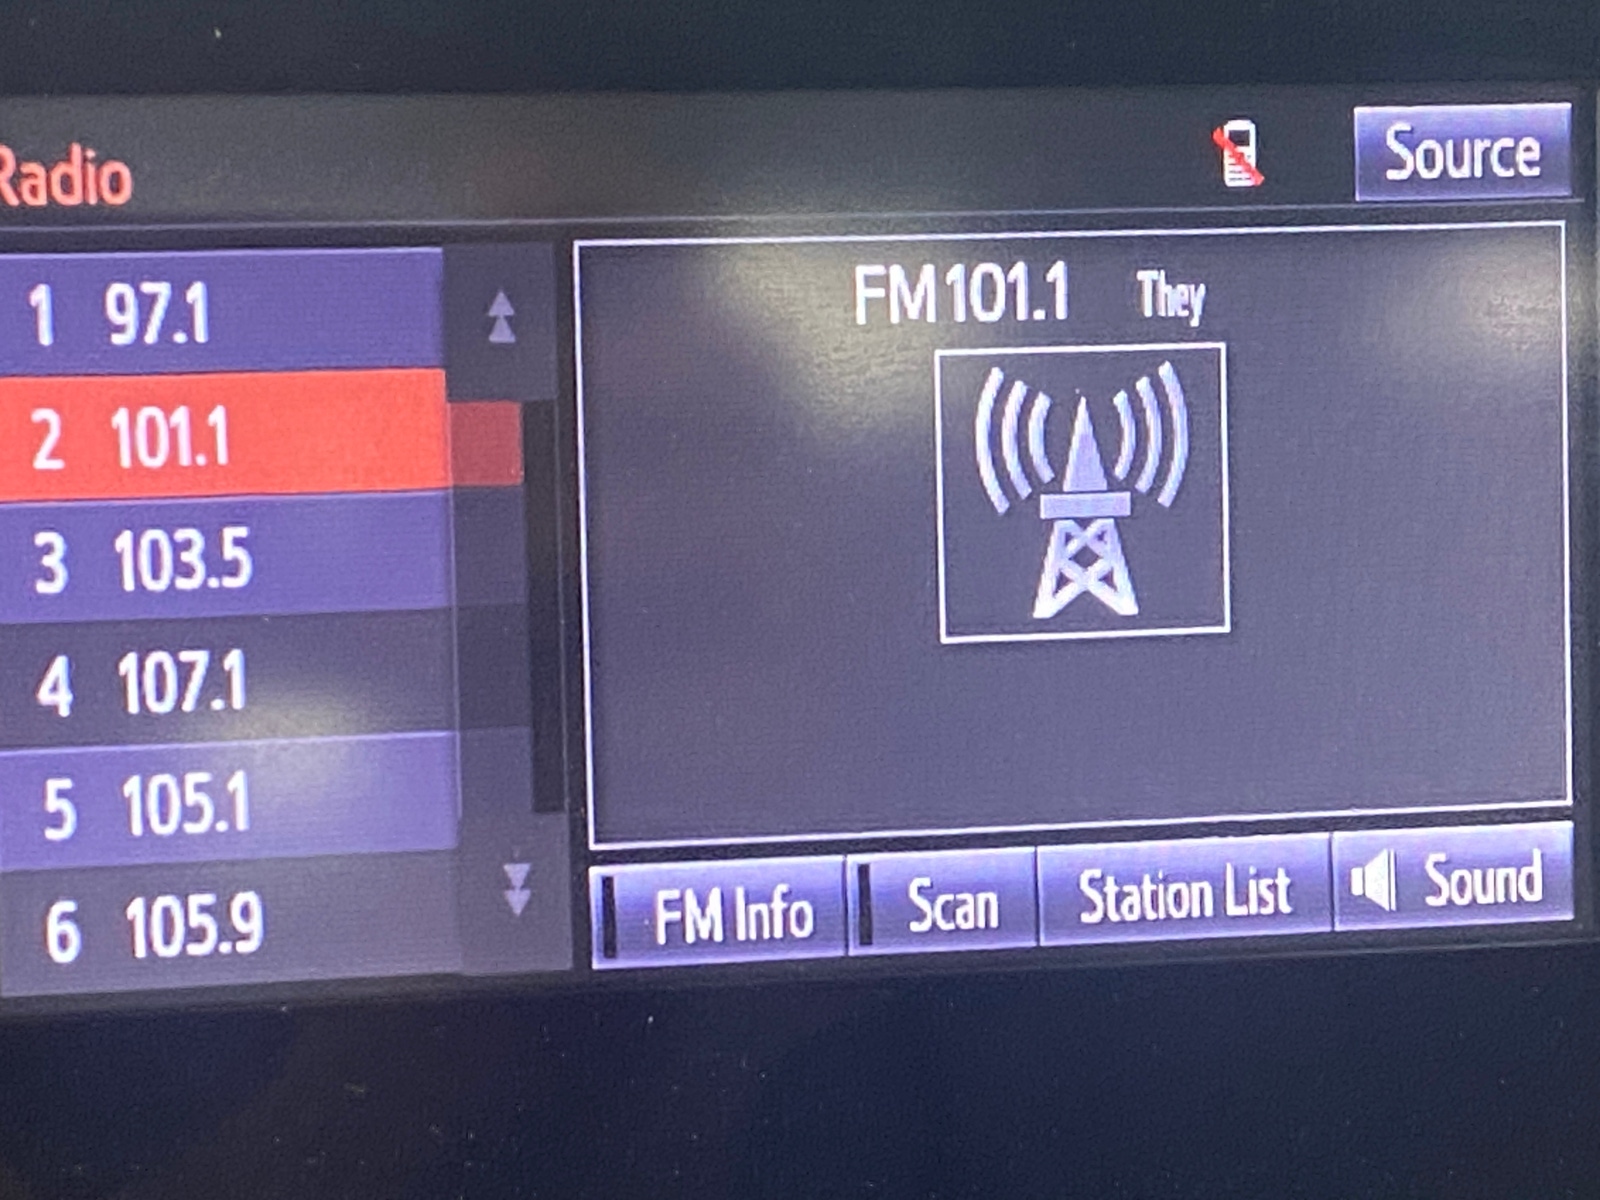 Radio
Source
1 97.1
2 101.1
3 103.5
4 107.1
5 105.1
6 105.9
FM 101.1 They
FM Info
Scan
Station List
Sound